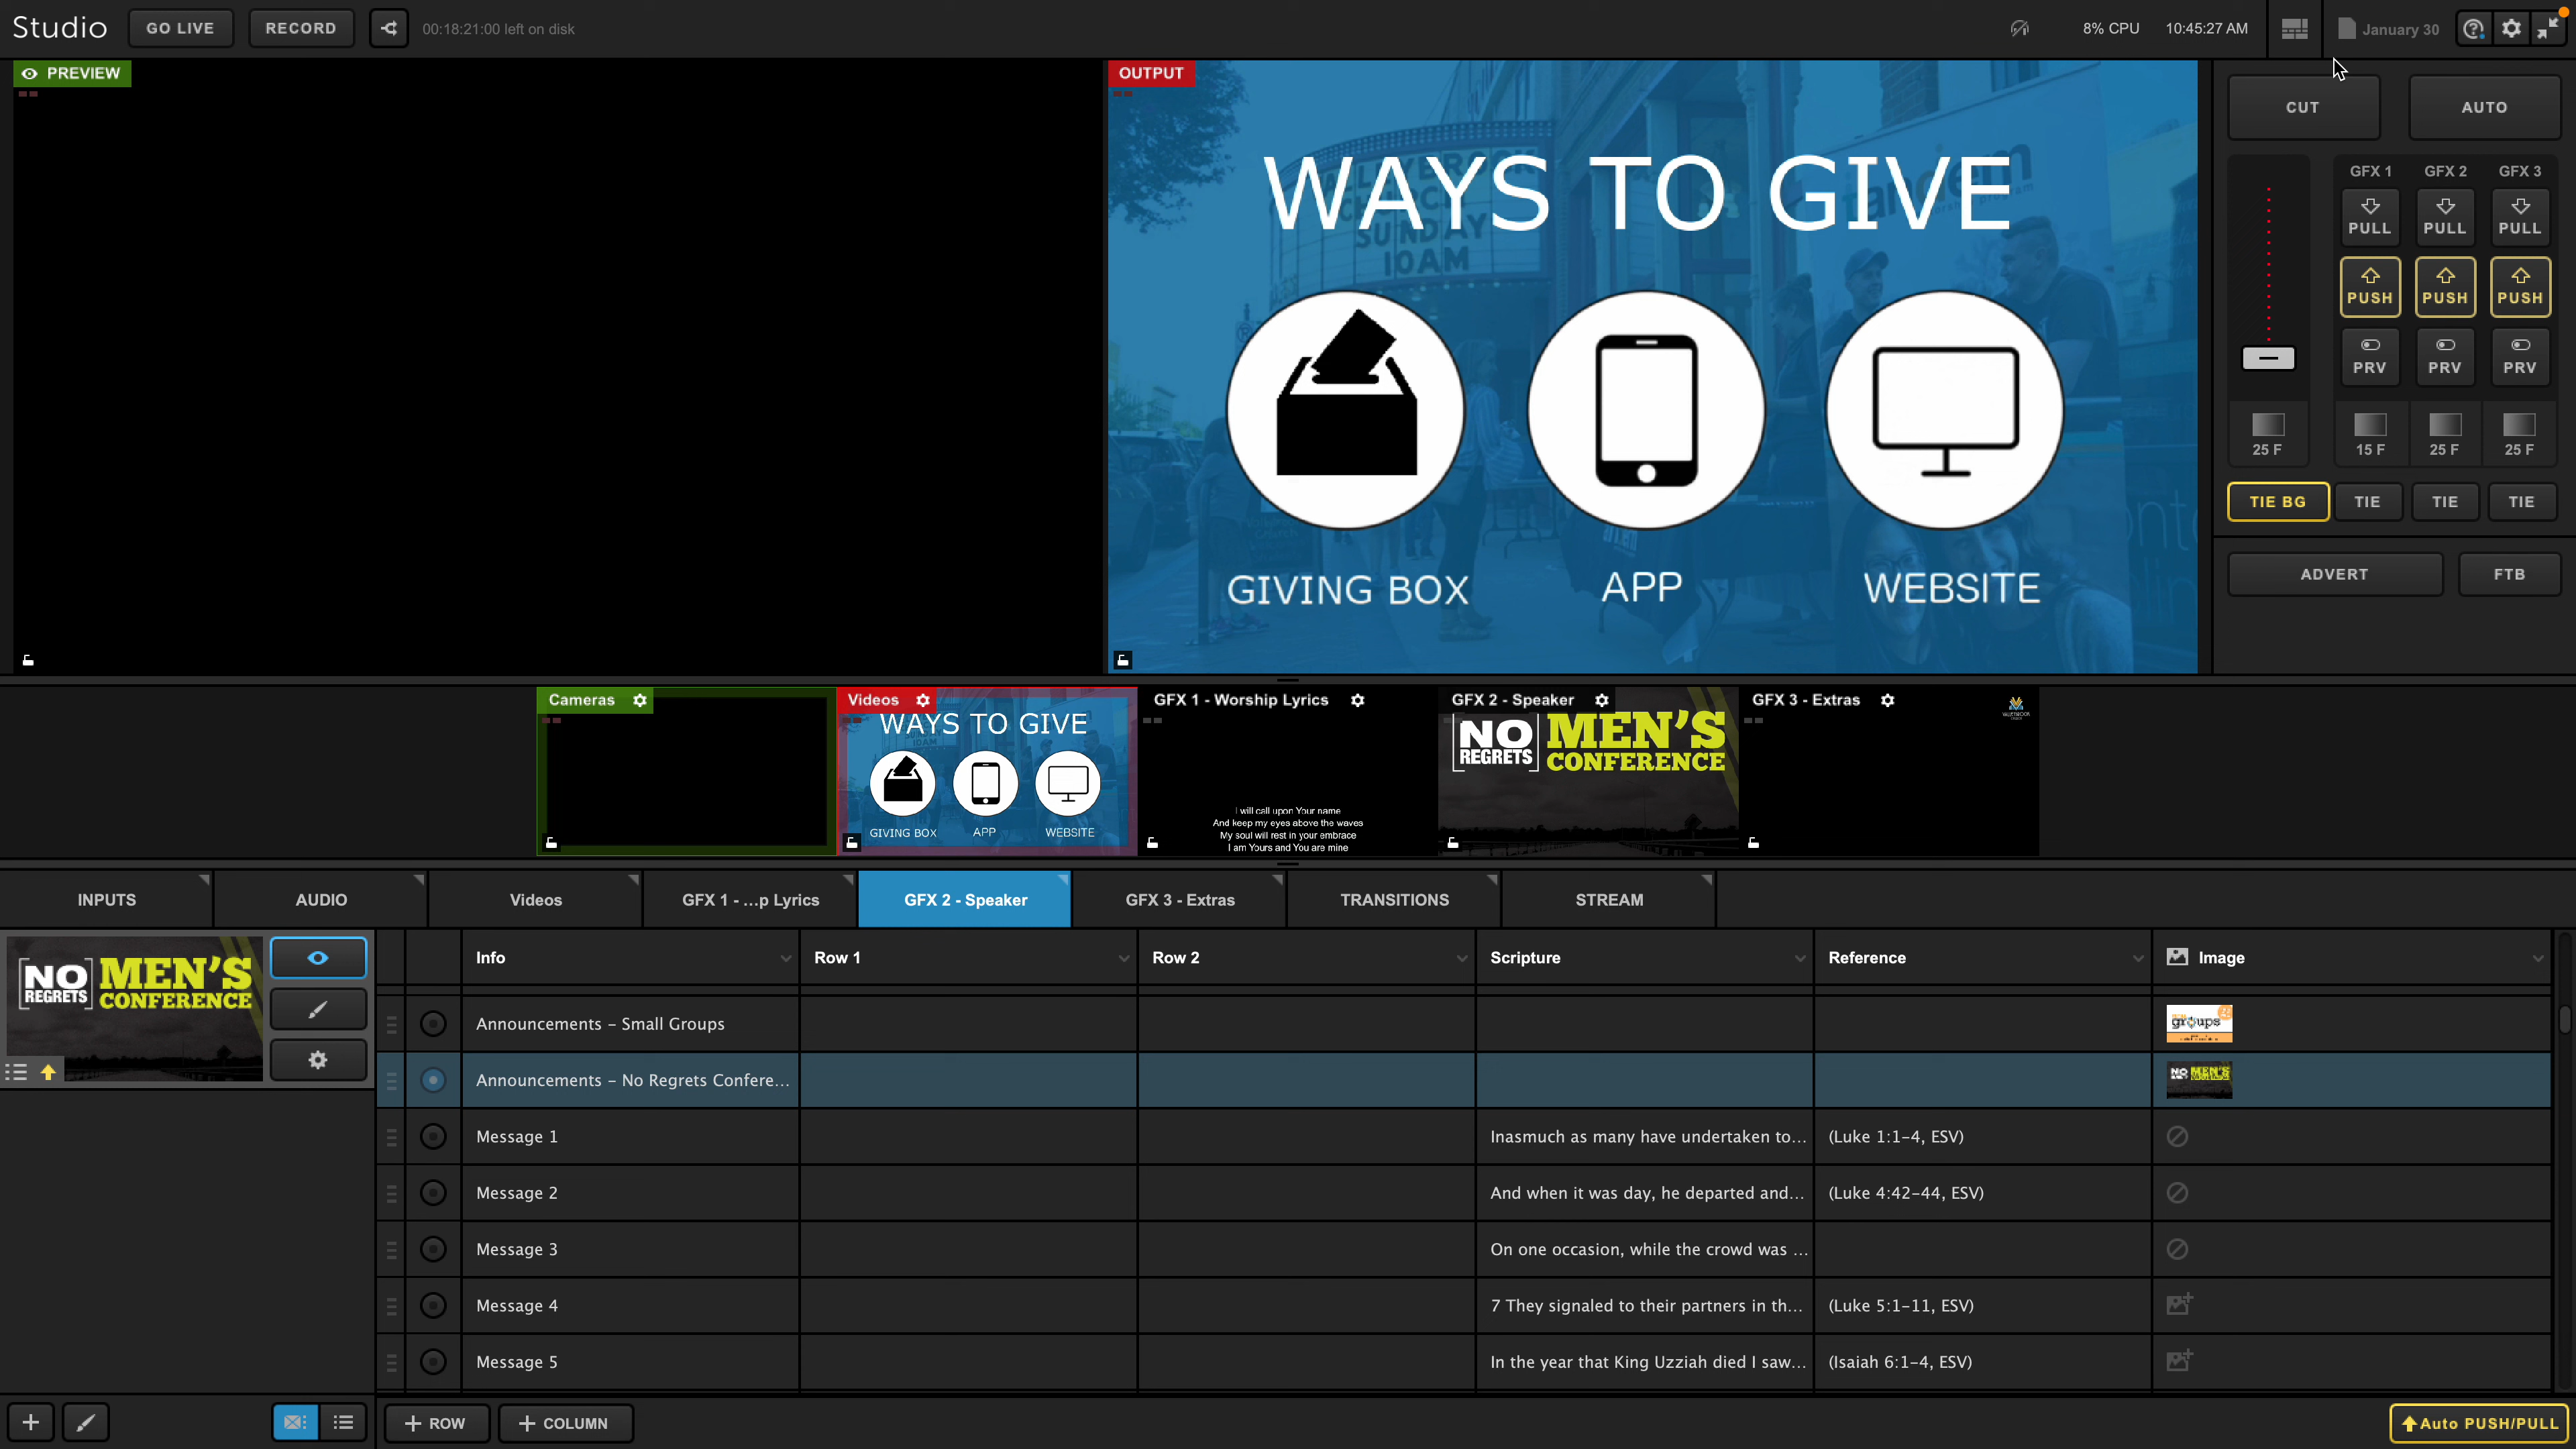 Studio
GO LIVE
RECORD
00:18:21:00 left on disk
8% CPU
10:45:27 AM
January 30
PREVIEW
OUTPUT
WAYS TO GIVE
SUNDAY
10AM
GIVING BOX
APP
WEBSITE
CUT
AUTO
GFX 1
GFX 2
GFX 3
PULL
PULL
PULL
PUSH
PUSH
PUSH
PRV
PRV
PRV
25 F
15 F
25 F
25 F
TIE BG
TIE
TIE
TIE
ADVERT
FTB
Cameras
Videos
WAYS TO GIVE
GIVING BOX
APP
WEBSITE
GFX 1 - Worship Lyrics
I will call upon Your name
And keep my eyes above the waves
My soul will rest in your embrace
I am Yours and You are mine
GFX 2 - Speaker
NO
REGRETS
MEN'S
CONFERENCE
GFX 3 - Extras
INPUTS
AUDIO
Videos
GFX 1 - ...p Lyrics
GFX 2 - Speaker
GFX 3 - Extras
TRANSITIONS
STREAM
NO
REGRETS
MEN'S
CONFERENCE
Info
Row 1
Row 2
Scripture
Reference
Image
Announcements – Small Groups
groups
Announcements – No Regrets Confere...
NO MEN'S
Message 1
Inasmuch as many have undertaken to...
(Luke 1:1–4, ESV)
Message 2
And when it was day, he departed and...
(Luke 4:42–44, ESV)
Message 3
On one occasion, while the crowd was ...
Message 4
7 They signaled to their partners in th...
(Luke 5:1–11, ESV)
Message 5
In the year that King Uzziah died I saw...
(Isaiah 6:1–4, ESV)
ROW
COLUMN
Auto PUSH/PULL